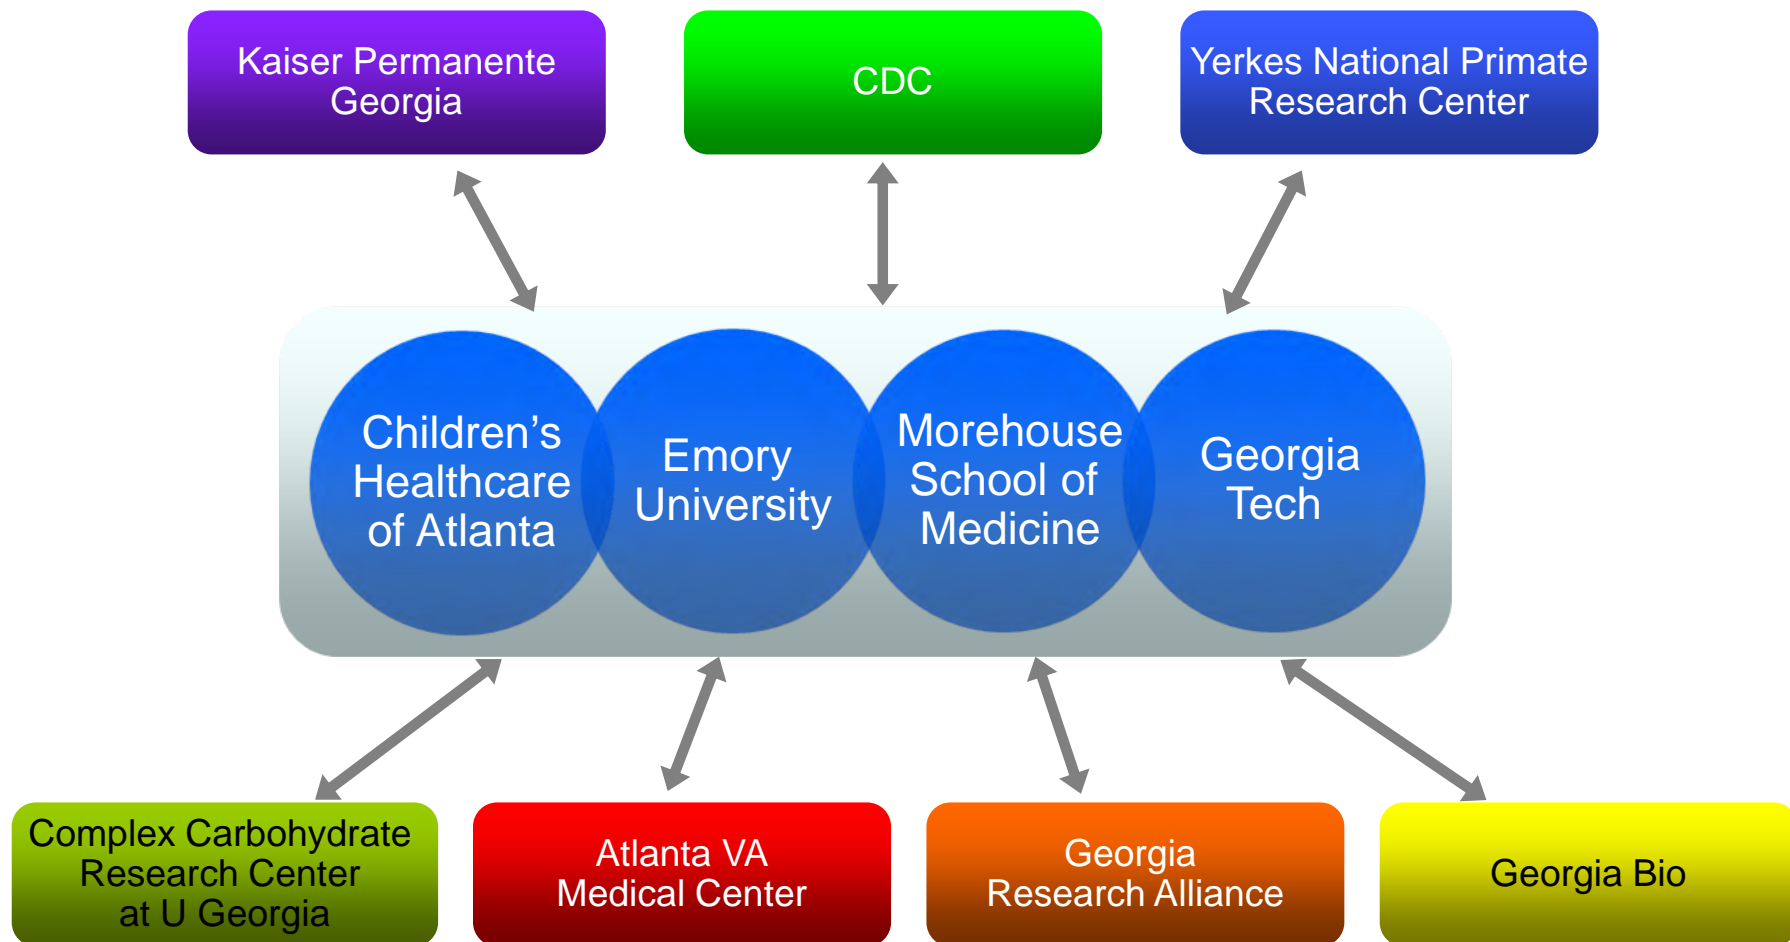 Kaiser Permanente
Georgia
CDC
Yerkes National Primate
Research Center
Children’s
Healthcare
of Atlanta
Emory
University
Morehouse
School of
Medicine
Georgia
Tech
Complex Carbohydrate
Research Center
at U Georgia
Atlanta VA
Medical Center
Georgia
Research Alliance
Georgia Bio